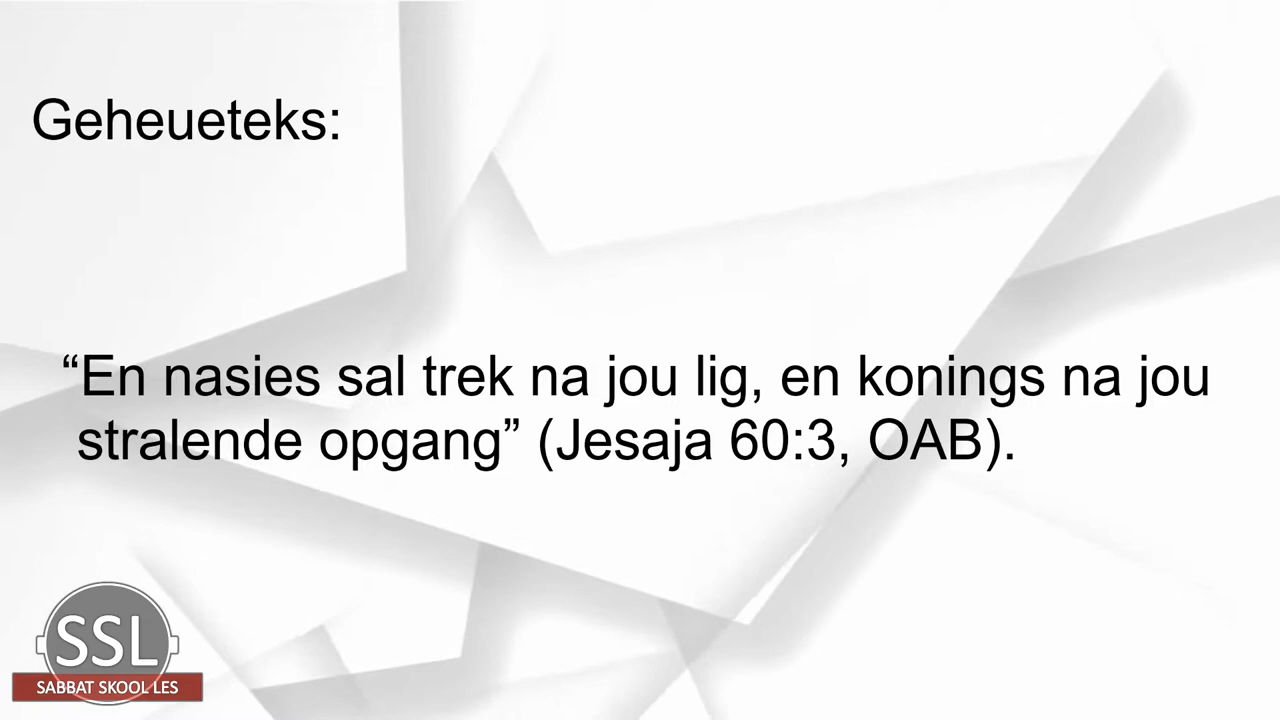 Geheueteks:
“En nasies sal trek na jou lig, en konings na jou
stralende opgang” (Jesaja 60:3, OAB).
SSL
SABBAT SKOOL LES